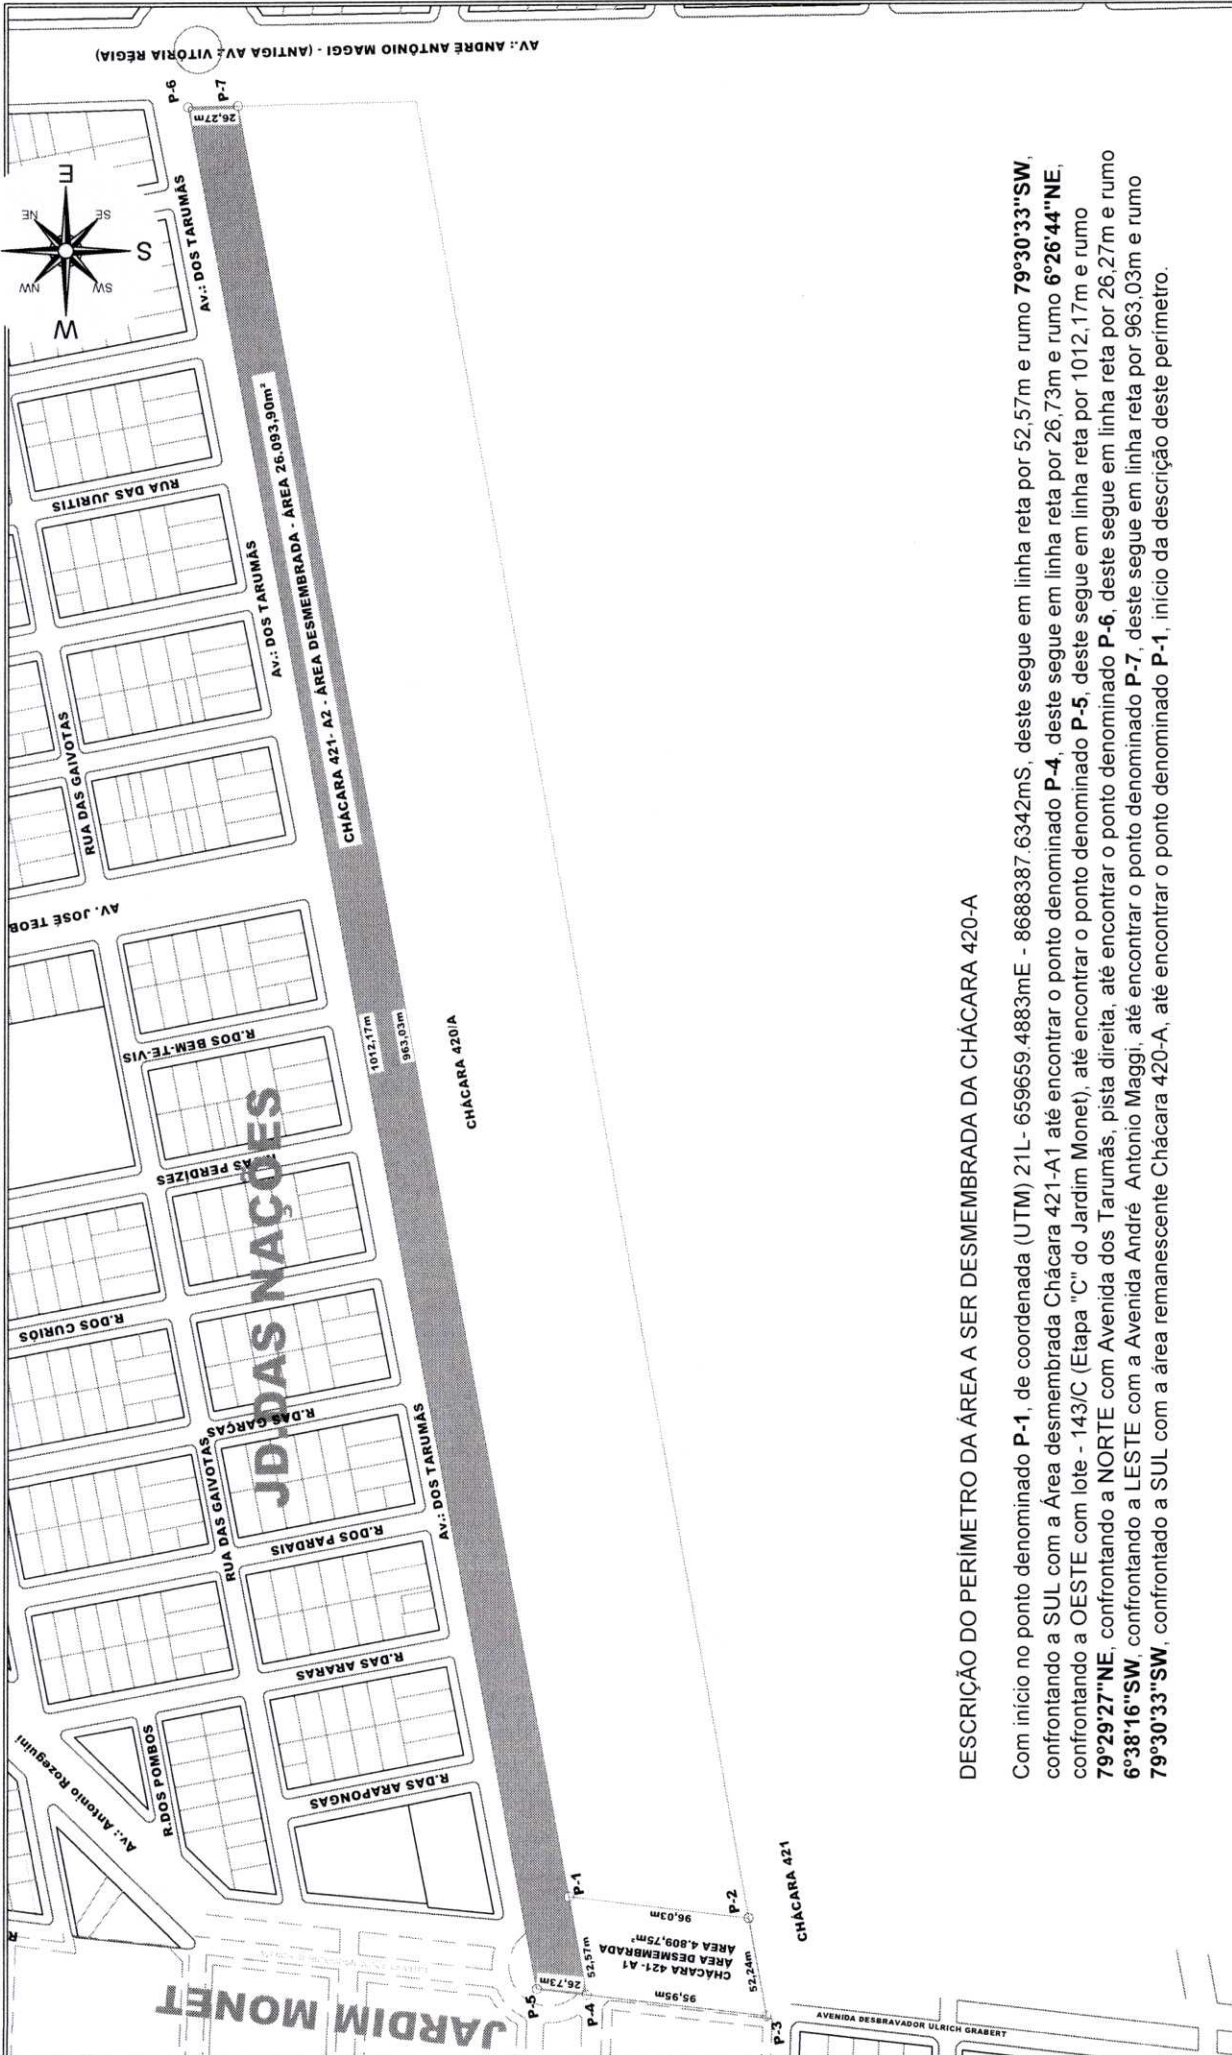 AV.: ANDRÉ ANTÔNIO MAGGI - (ANTIGA AV.: VITÓRIA RÉGIA)
P-6
P-7
26,27m
E
NE
SE
S
NW
SW
W
Av.: DOS TARUMÃS
RUA DAS JURITIS
Av.: DOS TARUMÃS
CHÁCARA 421- A2 - ÁREA DESMEMBRADA - ÁREA 26.093,90m²
RUA DAS GAIVOTAS
AV. JOSÉ TEOB
R.DOS BEM-TE-VIS
1012,17m
963,03m
CHÁCARA 420/A
AS PERDIZES
JD.DAS NAÇÕES
R.DOS CURIÓS
R.DAS GARÇAS
RUA DAS GAIVOTAS
Av.: DOS TARUMÃS
R.DOS PARDAIS
R.DAS ARARAS
R.DAS ARAPONGAS
R.DOS POMBOS
Av.: Antonio Rozeguini
R
JARDIM MONET
P-5
26,73m
P-4
52,57m
P-1
CHÁCARA 421- A1
ÁREA DESMEMBRADA
ÁREA 4.809,75m²
96,03m
95,95m
P-2
52,24m
P-3
CHÁCARA 421
AVENIDA DESBRAVADOR ULRICH GRABERT
DESCRIÇÃO DO PERÍMETRO DA ÁREA A SER DESMEMBRADA DA CHÁCARA 420-A
Com início no ponto denominado P-1, de coordenada (UTM) 21L- 659659.4883mE - 8688387.6342mS, deste segue em linha reta por 52,57m e rumo 79º30'33"SW,
confrontando a SUL com a Área desmembrada Chácara 421-A1 até encontrar o ponto denominado P-4, deste segue em linha reta por 26,73m e rumo 6º26'44"NE,
confrontando a OESTE com lote - 143/C (Etapa "C" do Jardim Monet), até encontrar o ponto denominado P-5, deste segue em linha reta por 1012,17m e rumo
79º29'27"NE, confrontando a NORTE com Avenida dos Tarumãs, pista direita, até encontrar o ponto denominado P-6, deste segue em linha reta por 26,27m e rumo
6º38'16"SW, confrontando a LESTE com a Avenida André Antonio Maggi, até encontrar o ponto denominado P-7, deste segue em linha reta por 963,03m e rumo
79º30'33"SW, confrontado a SUL com a área remanescente Chácara 420-A, até encontrar o ponto denominado P-1, início da descrição deste perímetro.